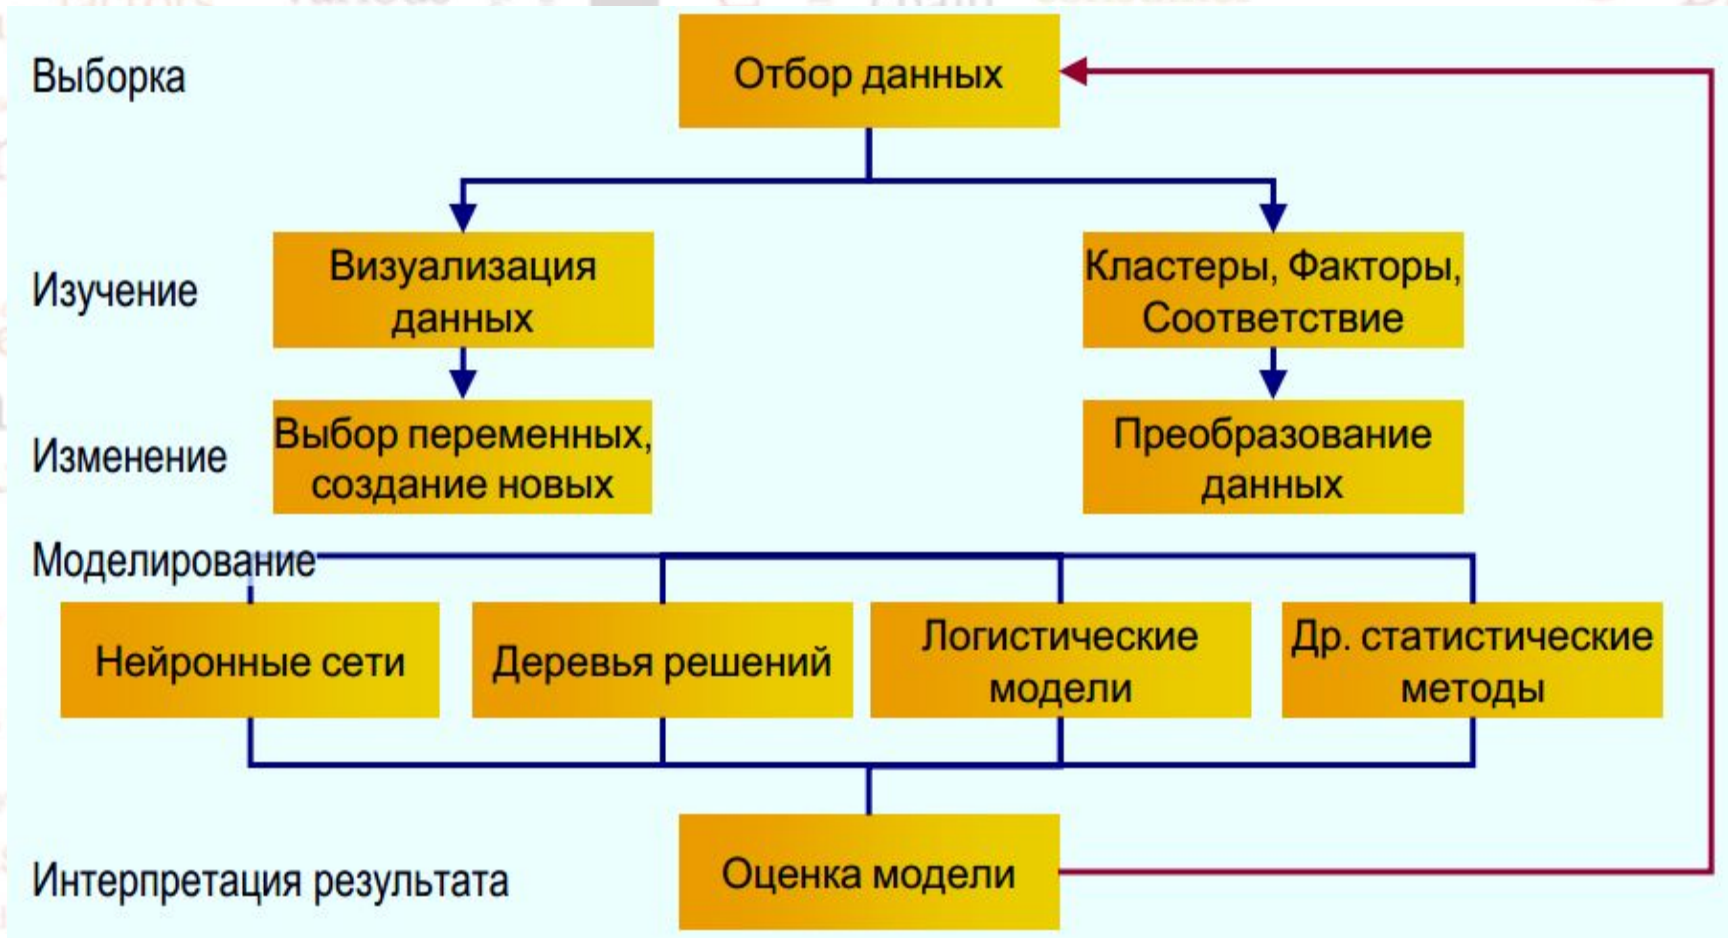 Выборка
Отбор данных
Изучение
Визуализация
данных
Кластеры, Факторы,
Соответствие
Изменение
Выбор переменных,
создание новых
Преобразование
данных
Моделирование
Нейронные сети
Деревья решений
Логистические
модели
Др. статистические
методы
Интерпретация результата
Оценка модели